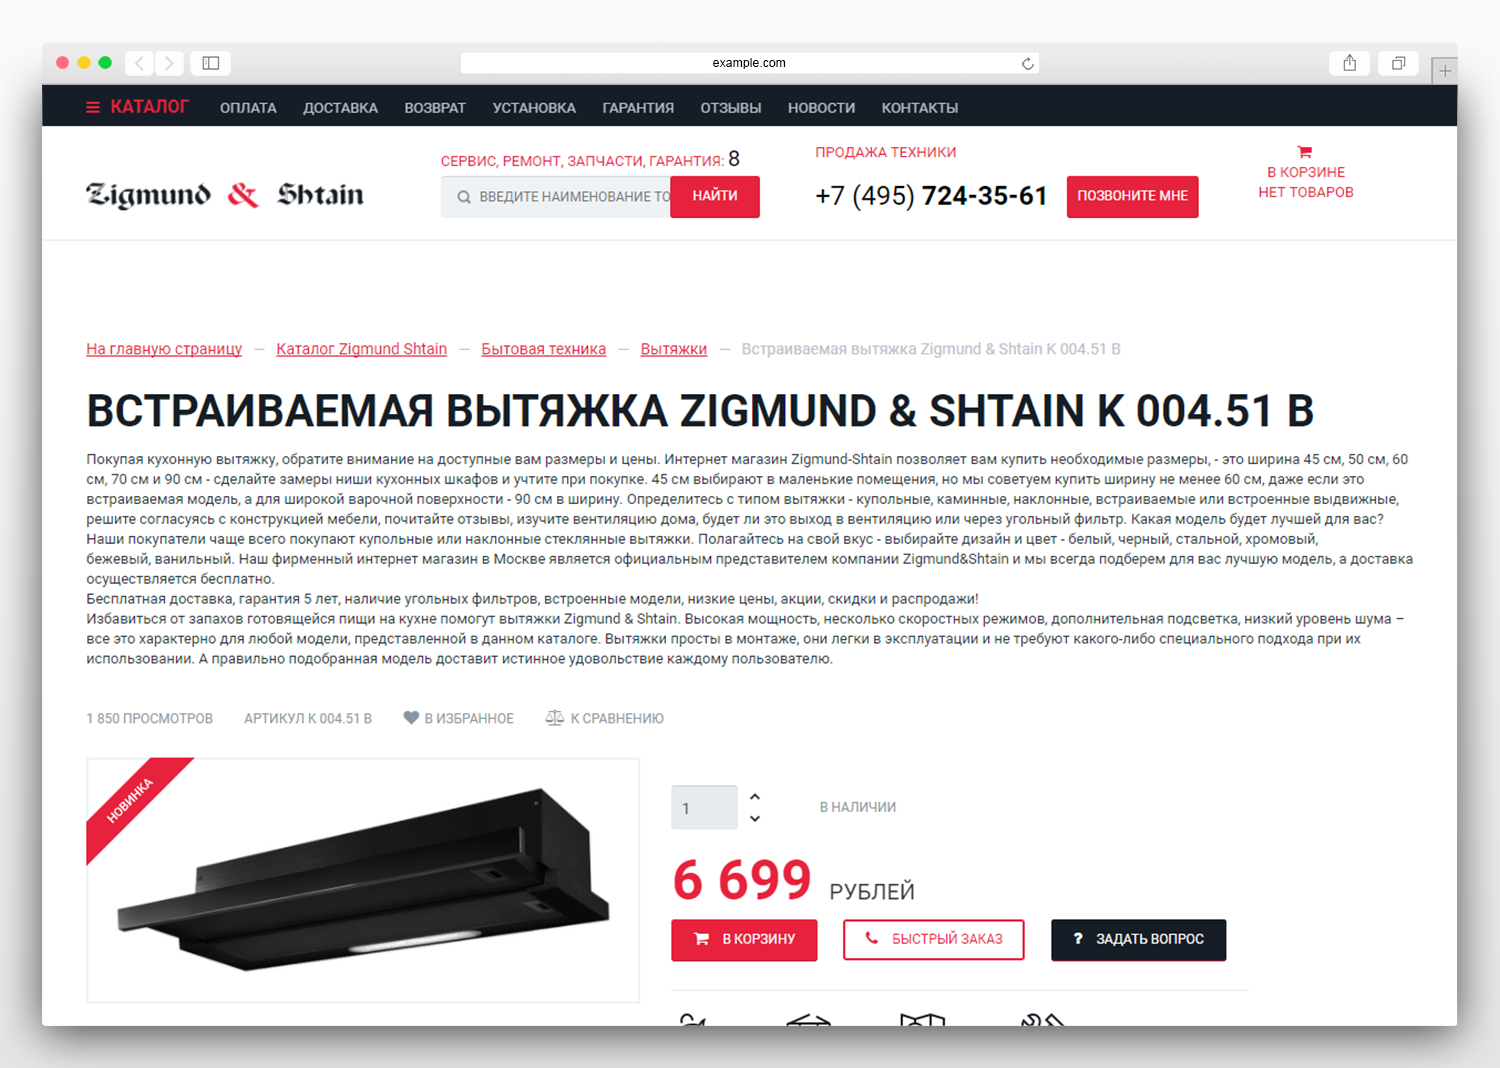 example.com
КАТАЛОГ ОПЛАТА ДОСТАВКА ВОЗВРАТ УСТАНОВКА ГАРАНТИЯ ОТЗЫВЫ НОВОСТИ КОНТАКТЫ
Zigmund & Shtain
СЕРВИС, РЕМОНТ, ЗАПЧАСТИ, ГАРАНТИЯ: 8
ВВЕДИТЕ НАИМЕНОВАНИЕ ТО
НАЙТИ
ПРОДАЖА ТЕХНИКИ
+7 (495) 724-35-61
ПОЗВОНИТЕ МНЕ
В КОРЗИНЕ
НЕТ ТОВАРОВ
На главную страницу — Каталог Zigmund Shtain — Бытовая техника — Вытяжки — Встраиваемая вытяжка Zigmund & Shtain K 004.51 B
ВСТРАИВАЕМАЯ ВЫТЯЖКА ZIGMUND & SHTAIN K 004.51 B
Покупая кухонную вытяжку, обратите внимание на доступные вам размеры и цены. Интернет магазин Zigmund-Shtain позволяет вам купить необходимые размеры, - это ширина 45 см, 50 см, 60
см, 70 см и 90 см - сделайте замеры ниши кухонных шкафов и учтите при покупке. 45 см выбирают в маленькие помещения, но мы советуем купить ширину не менее 60 см, даже если это
встраиваемая модель, а для широкой варочной поверхности - 90 см в ширину. Определитесь с типом вытяжки - купольные, каминные, наклонные, встраиваемые или встроенные выдвижные,
решите согласуясь с конструкцией мебели, почитайте отзывы, изучите вентиляцию дома, будет ли это выход в вентиляцию или через угольный фильтр. Какая модель будет лучшей для вас?
Наши покупатели чаще всего покупают купольные или наклонные стеклянные вытяжки. Полагайтесь на свой вкус - выбирайте дизайн и цвет - белый, черный, стальной, хромовый,
бежевый, ванильный. Наш фирменный интернет магазин в Москве является официальным представителем компании Zigmund&Shtain и мы всегда подберем для вас лучшую модель, а доставка
осуществляется бесплатно.
Бесплатная доставка, гарантия 5 лет, наличие угольных фильтров, встроенные модели, низкие цены, акции, скидки и распродажи!
Избавиться от запахов готовящейся пищи на кухне помогут вытяжки Zigmund & Shtain. Высокая мощность, несколько скоростных режимов, дополнительная подсветка, низкий уровень шума –
все это характерно для любой модели, представленной в данном каталоге. Вытяжки просты в монтаже, они легки в эксплуатации и не требуют какого-либо специального подхода при их
использовании. А правильно подобранная модель доставит истинное удовольствие каждому пользователю.
1 850 ПРОСМОТРОВ АРТИКУЛ K 004.51 B В ИЗБРАННОЕ К СРАВНЕНИЮ
НОВИНКА
1
В НАЛИЧИИ
6 699 РУБЛЕЙ
В КОРЗИНУ БЫСТРЫЙ ЗАКАЗ ? ЗАДАТЬ ВОПРОС